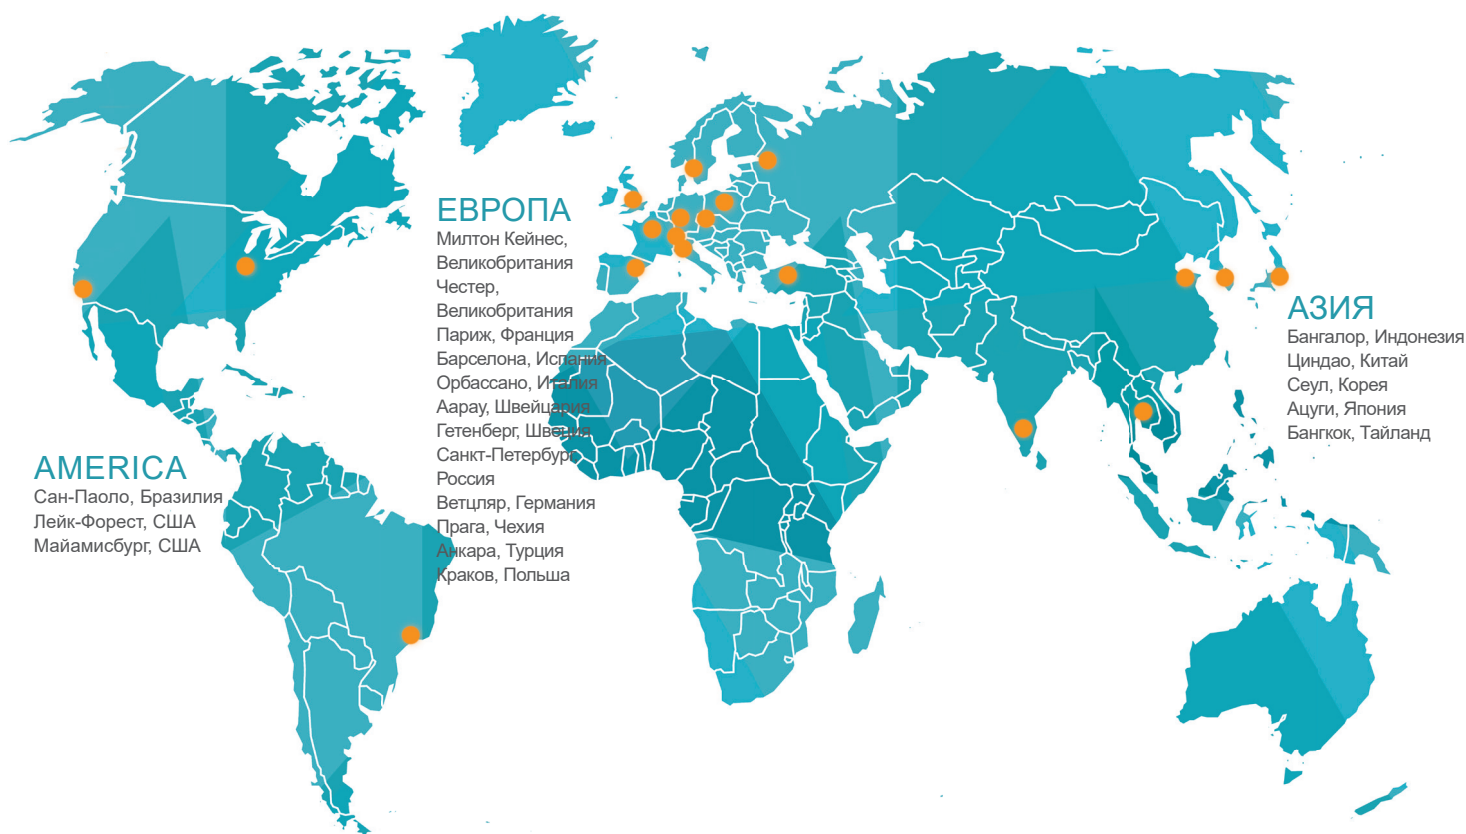 AMERICA
Сан-Паоло, Бразилия
Лейк-Форест, США
Майамисбург, США
ЕВРОПА
Милтон Кейнес,
Великобритания
Честер,
Великобритания
Париж, Франция
Барселона, Испания
Орбассано, Италия
Аарау, Швейцария
Гетенберг, Швеция
Санкт-Петербург,
Россия
Ветцляр, Германия
Прага, Чехия
Анкара, Турция
Краков, Польша
АЗИЯ
Бангалор, Индонезия
Циндао, Китай
Сеул, Корея
Ацуги, Япония
Бангкок, Тайланд